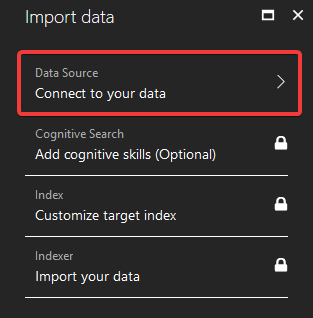 Import data
Data Source
Connect to your data
Cognitive Search
Add cognitive skills (Optional)
Index
Customize target index
Indexer
Import your data